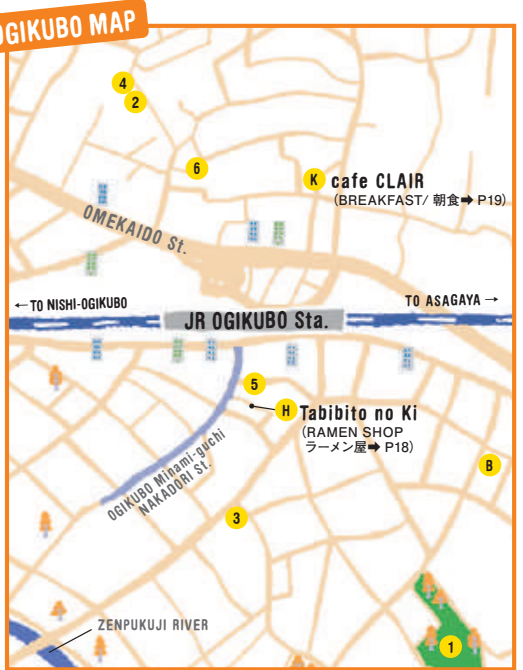 OGIKUBO MAP
4
2
6
K cafe CLAIR
(BREAKFAST/ 朝食➡ P19)
OMEKAIDO St.
←TO NISHI-OGIKUBO
TO ASAGAYA →
JR OGIKUBO Sta.
5
H Tabibito no Ki
(RAMEN SHOP
ラーメン屋➡ P18)
OGIKUBO Minami-guchi
NAKADORI St.
B
3
ZENPUKUJI RIVER
1